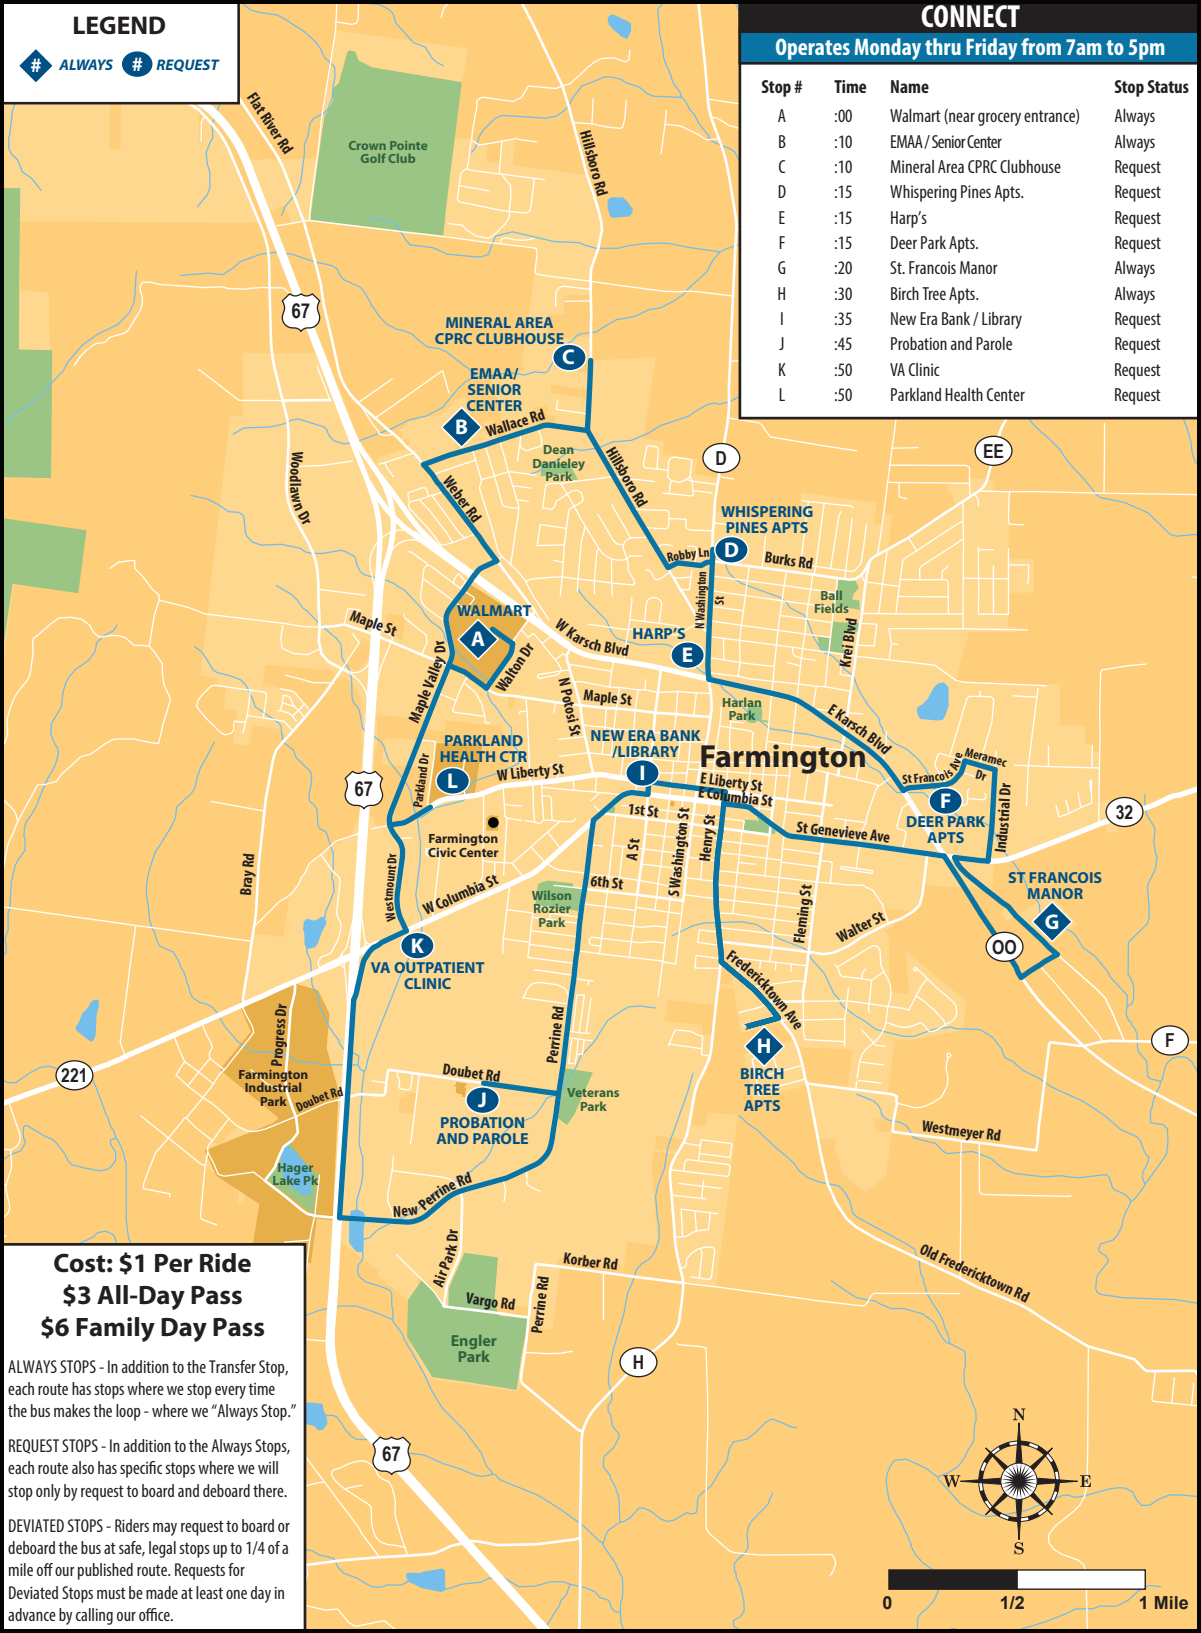 LEGEND
# ALWAYS # REQUEST
CONNECT
Operates Monday thru Friday from 7am to 5pm
Stop # Time Name Stop Status
A :00 Walmart (near grocery entrance) Always
B :10 EMAA / Senior Center Always
C :10 Mineral Area CPRC Clubhouse Request
D :15 Whispering Pines Apts. Request
E :15 Harp's Request
F :15 Deer Park Apts. Request
G :20 St. Francois Manor Always
H :30 Birch Tree Apts. Always
I :35 New Era Bank / Library Request
J :45 Probation and Parole Request
K :50 VA Clinic Request
L :50 Parkland Health Center Request
Flat River Rd
Crown Pointe
Golf Club
Hillsboro Rd
67
MINERAL AREA
CPRC CLUBHOUSE
C
EMAA/
SENIOR
CENTER
B
Wallace Rd
Dean
Danieley
Park
Hillsboro Rd
D
EE
Woodlawn Dr
Weber Rd
WHISPERING
PINES APTS
D
Robby Ln
Burks Rd
N Washington
St
Ball
Fields
Krei Blvd
WALMART
A
Maple St
W Karsch Blvd
HARP'S
E
Maple Valley Dr
Walton Dr
N Potosi St
Maple St
Harlan
Park
E Karsch Blvd
PARKLAND
HEALTH CTR
L
Parkland Dr
W Liberty St
NEW ERA BANK
/LIBRARY
I
Farmington
E Liberty St
E Columbia St
St Francois Ave
Meramec
Dr
F
DEER PARK
APTS
Industrial Dr
32
67
Farmington
Civic Center
1st St
A St
S Washington St
Henry St
St Genevieve Ave
Bray Rd
Westmount Dr
W Columbia St
6th St
Wilson
Rozier
Park
Fleming St
Walter St
ST FRANCOIS
MANOR
G
OO
K
VA OUTPATIENT
CLINIC
Fredericktown Ave
H
BIRCH
TREE
APTS
F
Progress Dr
Perrine Rd
221
Farmington
Industrial
Park
Doubet Rd
Doubet Rd
J
PROBATION
AND PAROLE
Veterans
Park
Westmeyer Rd
Hager
Lake Pk
New Perrine Rd
Air Park Dr
Korber Rd
Old Fredericktown Rd
Vargo Rd
Perrine Rd
Engler
Park
H
67
Cost: $1 Per Ride
$3 All-Day Pass
$6 Family Day Pass
ALWAYS STOPS - In addition to the Transfer Stop,
each route has stops where we stop every time
the bus makes the loop - where we “Always Stop.”
REQUEST STOPS - In addition to the Always Stops,
each route also has specific stops where we will
stop only by request to board and deboard there.
DEVIATED STOPS - Riders may request to board or
deboard the bus at safe, legal stops up to 1/4 of a
mile off our published route. Requests for
Deviated Stops must be made at least one day in
advance by calling our office.
N
W E
S
0 1/2 1 Mile